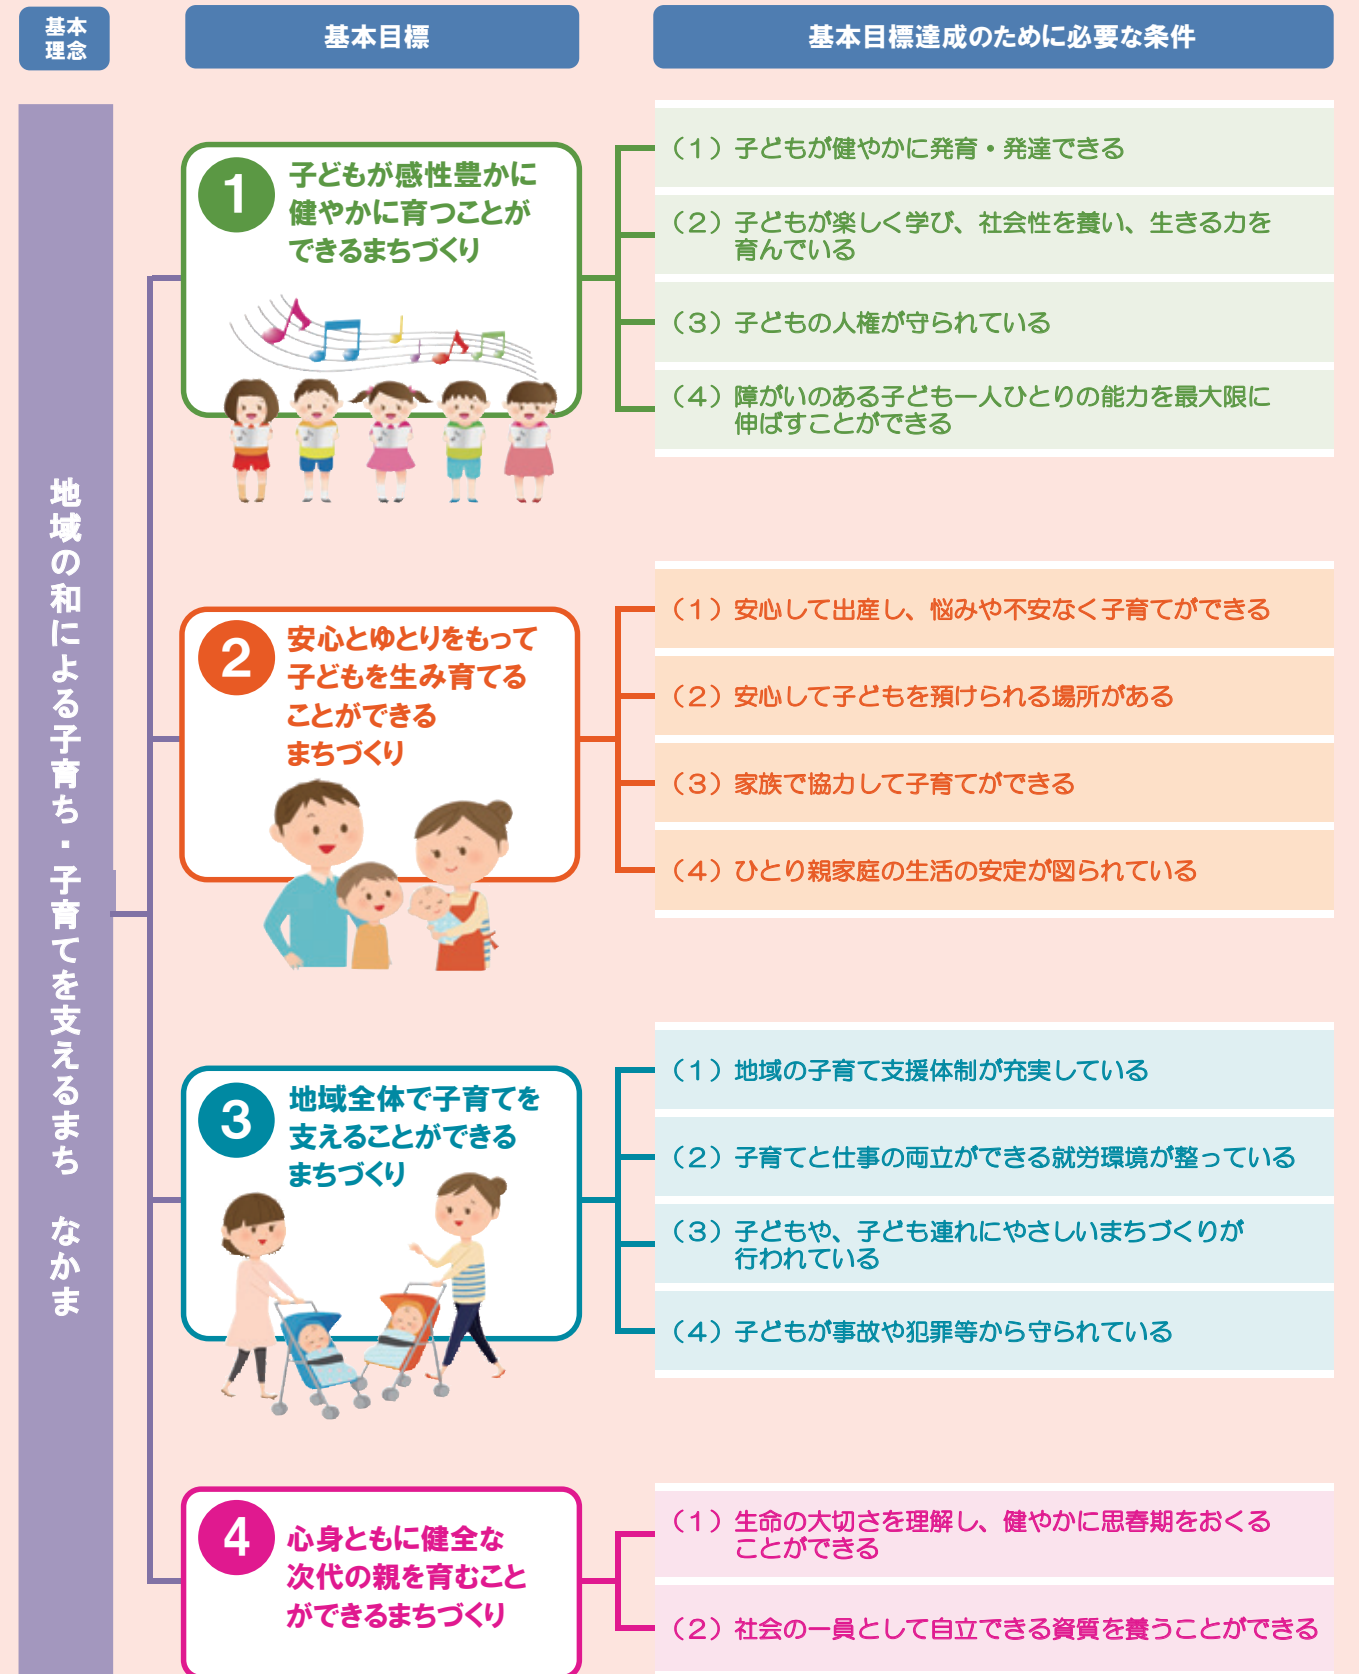 基本
理念
基本目標
基本目標達成のために必要な条件
地域の和による子育ち・子育てを支えるまち　なかま
1
子どもが感性豊かに
健やかに育つことが
できるまちづくり
（1）子どもが健やかに発育・発達できる
（2）子どもが楽しく学び、社会性を養い、生きる力を
育んでいる
（3）子どもの人権が守られている
（4）障がいのある子ども一人ひとりの能力を最大限に
伸ばすことができる
2
安心とゆとりをもって
子どもを生み育てる
ことができる
まちづくり
（1）安心して出産し、悩みや不安なく子育てができる
（2）安心して子どもを預けられる場所がある
（3）家族で協力して子育てができる
（4）ひとり親家庭の生活の安定が図られている
3
地域全体で子育てを
支えることができる
まちづくり
（1）地域の子育て支援体制が充実している
（2）子育てと仕事の両立ができる就労環境が整っている
（3）子どもや、子ども連れにやさしいまちづくりが
行われている
（4）子どもが事故や犯罪等から守られている
4
心身ともに健全な
次代の親を育むこと
ができるまちづくり
（1）生命の大切さを理解し、健やかに思春期をおくる
ことができる
（2）社会の一員として自立できる資質を養うことができる